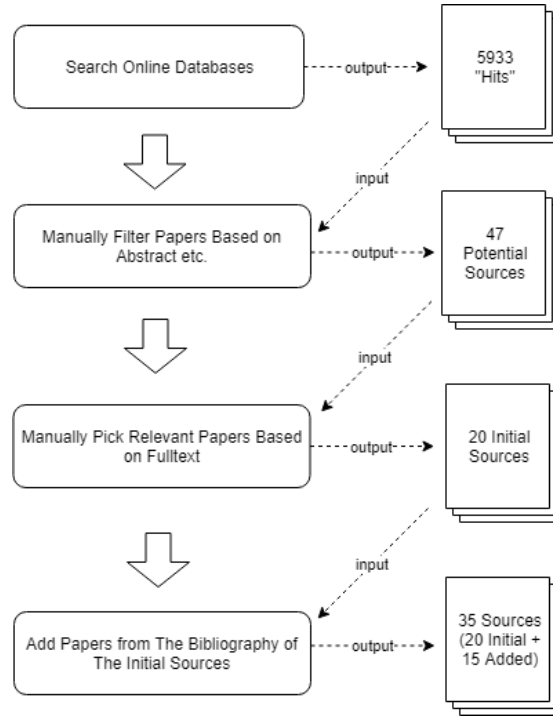 Search Online Databases
output
5933
"Hits"
input
Manually Filter Papers Based on
Abstract etc.
output
47
Potential
Sources
input
Manually Pick Relevant Papers Based
on Fulltext
output
20 Initial
Sources
input
Add Papers from The Bibliography of
The Initial Sources
output
35 Sources
(20 Initial +
15 Added)